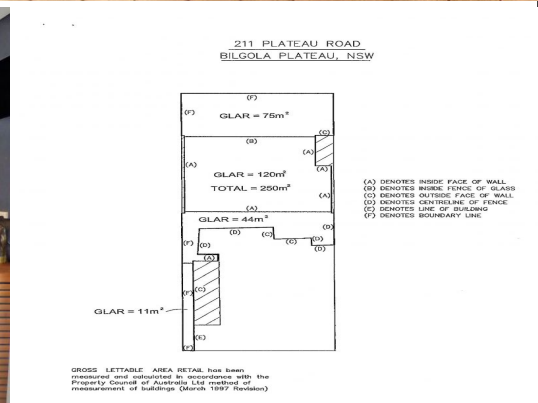 211 PLATEAU ROAD
BILGOLA PLATEAU, NSW
(F)
(F)
GLAR = 75m²
(C)
(B)
(A)
(A)
(A)
GLAR = 120m²
TOTAL = 250m²
(A)
(A)
GLAR = 44m²
(D)
(D)
(C)
(C)
(D)
(D)
(F)
(D)
(A)
(F)
(C)
GLAR = 11m²
(E)
(F)
(A) DENOTES INSIDE FACE OF WALL
(B) DENOTES INSIDE FENCE OF GLASS
(C) DENOTES OUTSIDE FACE OF WALL
(D) DENOTES CENTRELINE OF FENCE
(E) DENOTES LINE OF BUILDING
(F) DENOTES BOUNDARY LINE
GROSS LETTABLE AREA RETAIL has been
measured and calculated in accordance with the
Property Council of Australia Ltd method of
measurement of buildings (March 1997 Revision)